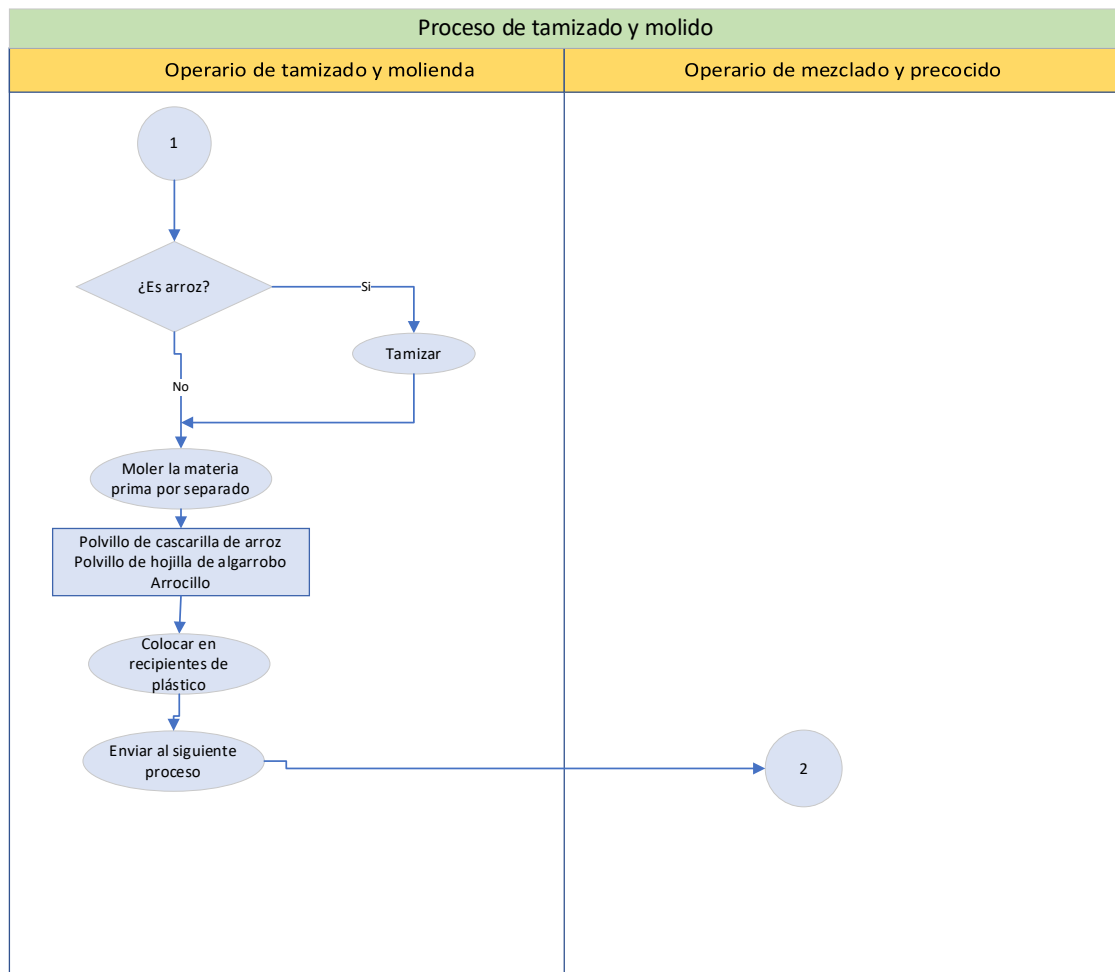 Proceso de tamizado y molido
Operario de tamizado y molienda
Operario de mezclado y precocido
1
¿Es arroz?
Si
Tamizar
No
Moler la materia
prima por separado
Polvillo de cascarilla de arroz
Polvillo de hojilla de algarrobo
Arrocillo
Colocar en
recipientes de
plástico
Enviar al siguiente
proceso
2